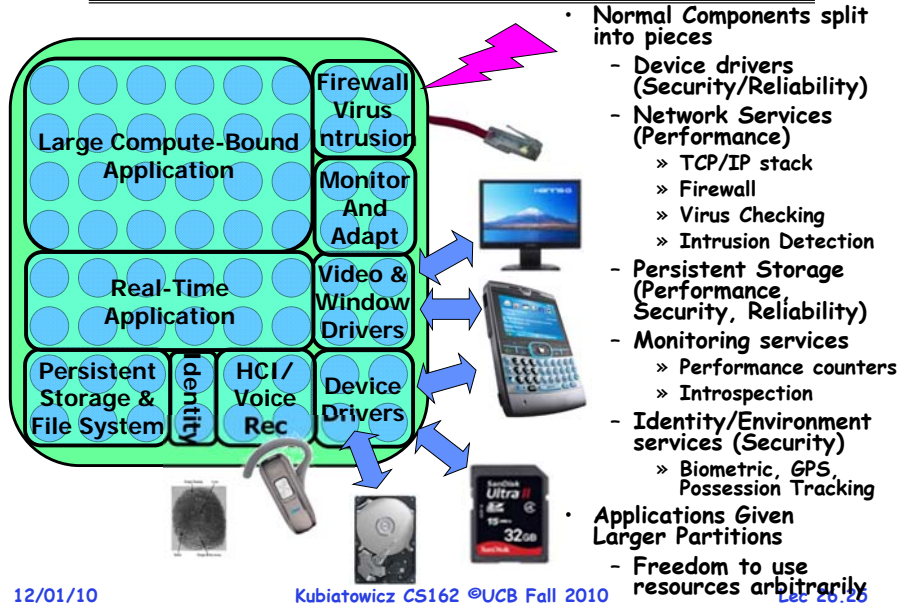 Firewall
Virus
Intrusion
Large Compute-Bound
Application
Monitor
And
Adapt
Real-Time
Application
Video &
Window
Drivers
Persistent
Storage &
File System
Identity
HCI/
Voice
Rec
Device
Drivers
SanDisk
Ultra II
32GB
SanDisk
• Normal Components split
into pieces
– Device drivers
(Security/Reliability)
– Network Services
(Performance)
» TCP/IP stack
» Firewall
» Virus Checking
» Intrusion Detection
– Persistent Storage
(Performance,
Security, Reliability)
– Monitoring services
» Performance counters
» Introspection
– Identity/Environment
services (Security)
» Biometric, GPS,
Possession Tracking
• Applications Given
Larger Partitions
– Freedom to use
resources arbitrarily
12/01/10
Kubiatowicz CS162 ©UCB Fall 2010
Lec 26.26